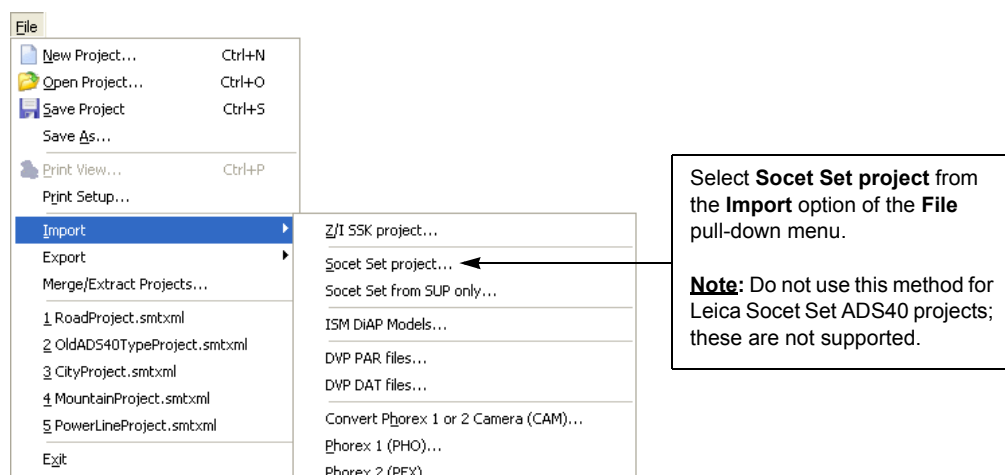 File
New Project... Ctrl+N
Open Project... Ctrl+O
Save Project Ctrl+S
Save As...
Print View... Ctrl+P
Print Setup...
Import
Export
Merge/Extract Projects...
1 RoadProject.smtxml
2 OldADS40TypeProject.smtxml
3 CityProject.smtxml
4 MountainProject.smtxml
5 PowerLineProject.smtxml
Exit
Z/I SSK project...
Socet Set project...
Socet Set from SUP only...
ISM DiAP Models...
DVP PAR files...
DVP DAT files...
Convert Phorex 1 or 2 Camera (CAM)...
Phorex 1 (PHO)...
Phorex 2 (PEX)
Select Socet Set project from
the Import option of the File
pull-down menu.
Note: Do not use this method for
Leica Socet Set ADS40 projects;
these are not supported.